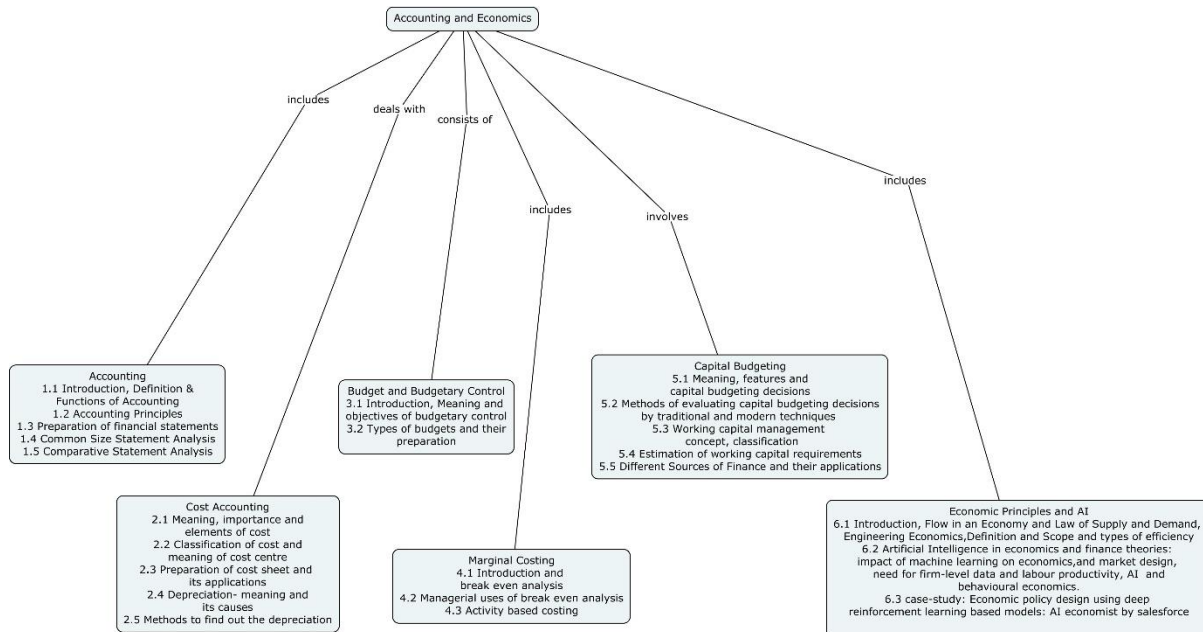 Accounting and Economics
includes
deals with
consists of
includes
involves
includes
Accounting
1.1 Introduction, Definition &
Functions of Accounting
1.2 Accounting Principles
1.3 Preparation of financial statements
1.4 Common Size Statement Analysis
1.5 Comparative Statement Analysis
Cost Accounting
2.1 Meaning, importance and
elements of cost
2.2 Classification of cost and
meaning of cost centre
2.3 Preparation of cost sheet and
its applications
2.4 Depreciation- meaning and
its causes
2.5 Methods to find out the depreciation
Budget and Budgetary Control
3.1 Introduction, Meaning and
objectives of budgetary control
3.2 Types of budgets and their
preparation
Marginal Costing
4.1 Introduction and
break even analysis
4.2 Managerial uses of break even analysis
4.3 Activity based costing
Capital Budgeting
5.1 Meaning, features and
capital budgeting decisions
5.2 Methods of evaluating capital budgeting decisions
by traditional and modern techniques
5.3 Working capital management
concept, classification
5.4 Estimation of working capital requirements
5.5 Different Sources of Finance and their applications
Economic Principles and AI
6.1 Introduction, Flow in an Economy and Law of Supply and Demand,
Engineering Economics,Definition and Scope and types of efficiency
6.2 Artificial Intelligence in economics and finance theories:
impact of machine learning on economics,and market design,
need for firm-level data and labour productivity, AI and
behavioural economics.
6.3 case-study: Economic policy design using deep
reinforcement learning based models: AI economist by salesforce